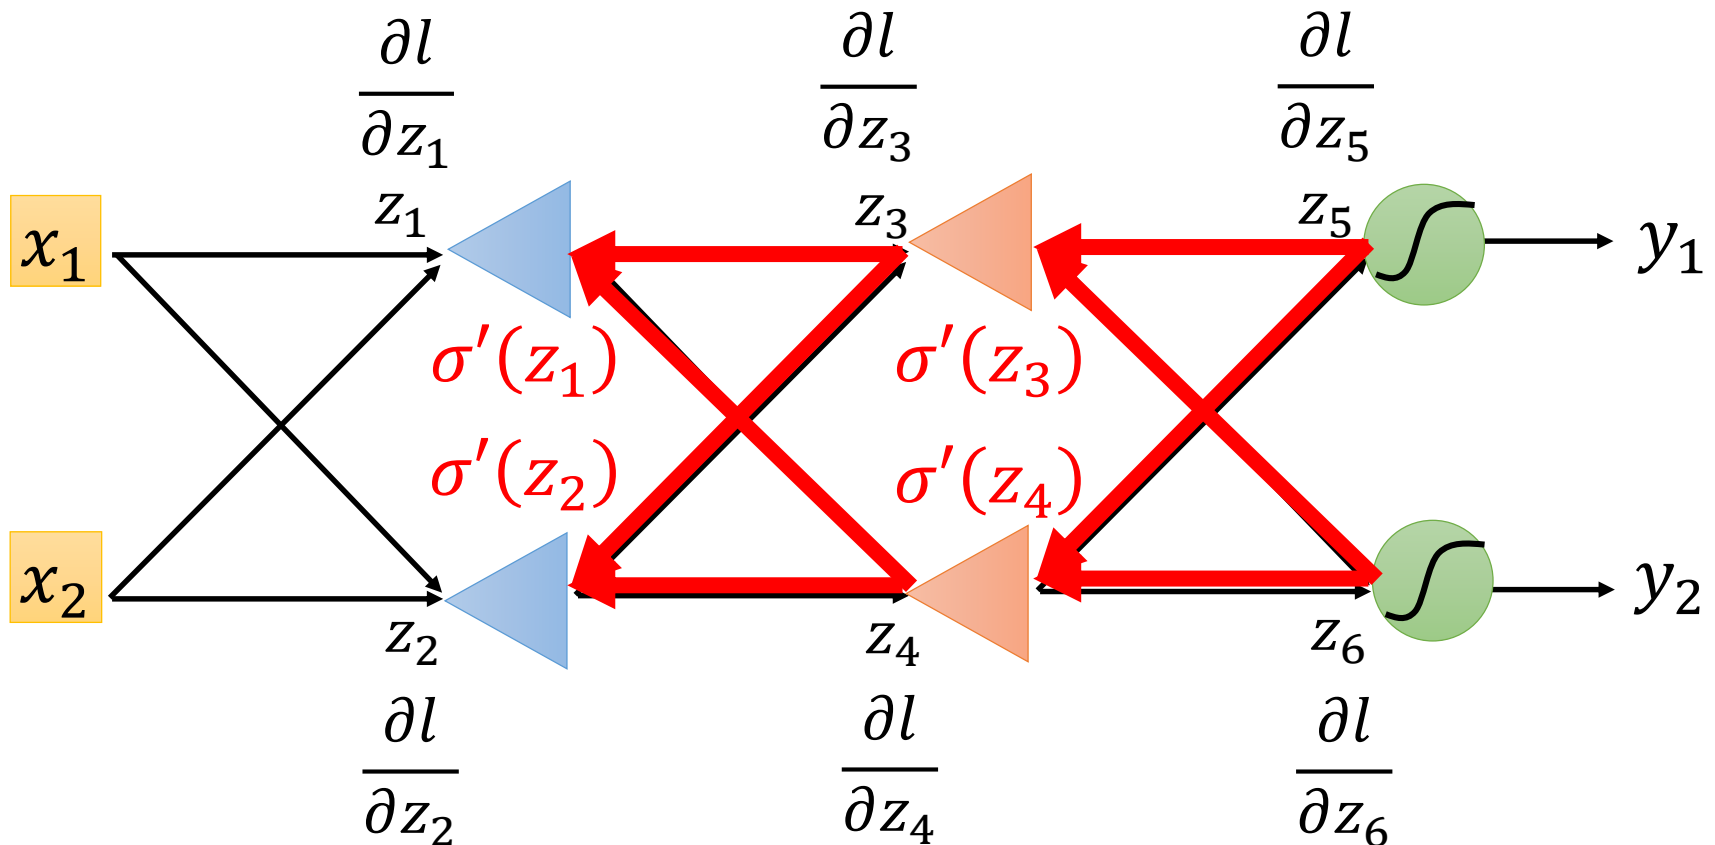 ∂l/∂z₁ ∂l/∂z₃ ∂l/∂z₅
x₁ z₁ z₃ z₅ y₁
σ′(z₁) σ′(z₃)
σ′(z₂) σ′(z₄)
x₂ z₂ z₄ z₆ y₂
∂l/∂z₂ ∂l/∂z₄ ∂l/∂z₆